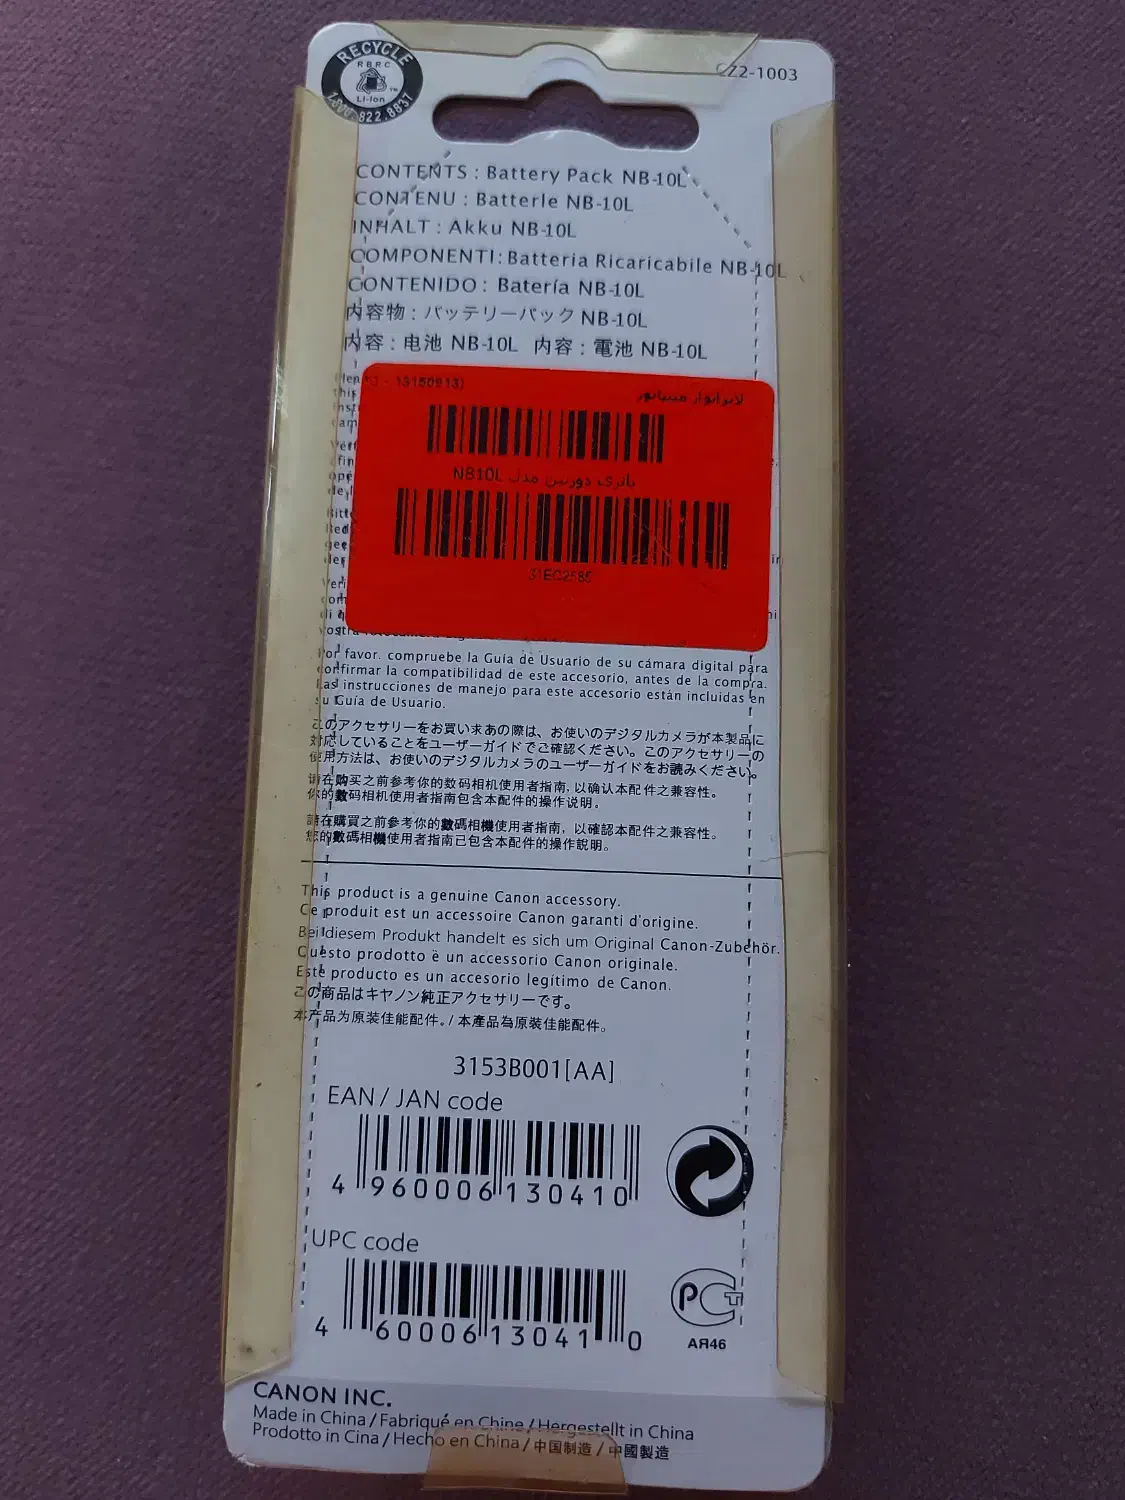 RECYCLE
RBRC
Li-Ion
1.800.822.8837
CZ2-1003
CONTENTS : Battery Pack NB-10L
CONTENU : Batterie NB-10L
INHALT : Akku NB-10L
COMPONENTI: Batteria Ricaricabile NB-10L
CONTENIDO : Batería NB-10L
内容物 : バッテリーパック NB-10L
内容 : 电池 NB-10L 内容 : 電池 NB-10L
13150913)
باتری دوربین مدل NB10L
Por favor. compruebe la Guía de Usuario de su cámara digital para
confirmar la compatibilidad de este accesorio, antes de la compra.
Las instrucciones de manejo para este accesorio están incluidas en
su Guía de Usuario.
このアクセサリーをお買い求めの際は、お使いのデジタルカメラが本製品に
対応していることをユーザーガイドでご確認ください。このアクセサリーの
使用方法は、お使いのデジタルカメラのユーザーガイドをお読みください。
请在购买之前参考你的数码相机使用者指南, 以确认本配件之兼容性。
你的數码相机使用者指南包含本配件的操作说明。
請在購買之前參考你的數碼相機使用者指南, 以確認本配件之兼容性。
您的數碼相機使用者指南已包含本配件的操作說明。
This product is a genuine Canon accessory.
Ce produit est un accessoire Canon garanti d'origine.
Bei diesem Produkt handelt es sich um Original Canon-Zubehör.
Questo prodotto è un accessorio Canon originale.
Este producto es un accesorio legítimo de Canon.
この商品はキヤノン純正アクセサリーです。
本产品为原装佳能配件。/ 本產品為原裝佳能配件。
3153B001[AA]
EAN / JAN code
4 960006 130410
UPC code
4 60006 13041 0
РСТ
АЯ46
CANON INC.
Made in China / Fabriqué en Chine / Hergestellt in China
Prodotto in Cina / Hecho en China / 中国制造 / 中國製造